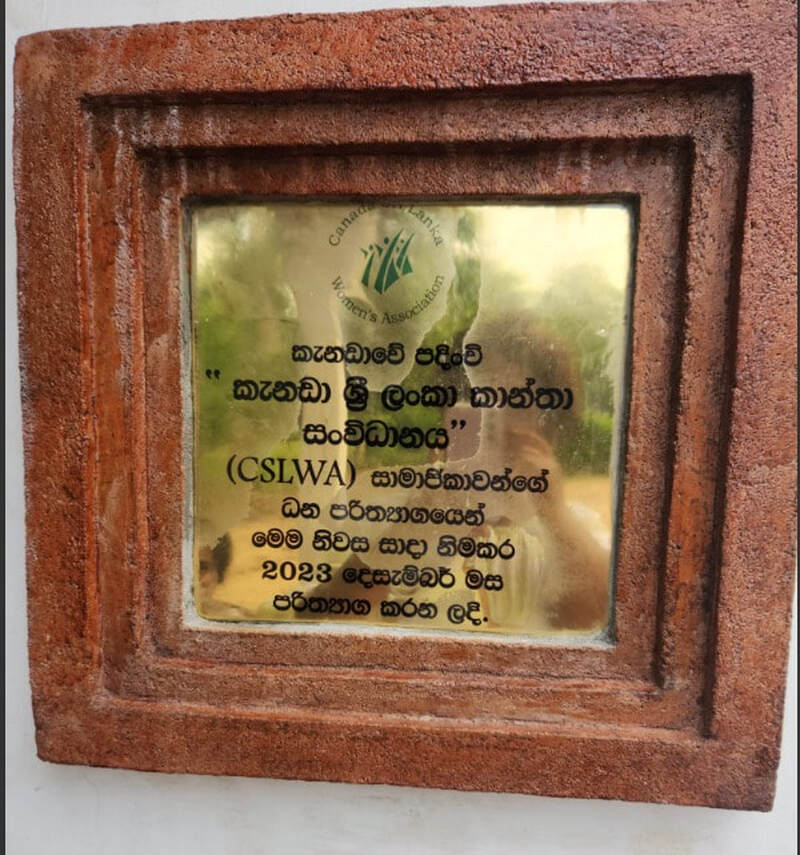 Canada Sri Lanka
Women's Association
කැනඩාවේ පදිංචි
“ කැනඩා ශ්‍රී ලංකා කාන්තා
සංවිධානය”
(CSLWA) සාමාජිකාවන්ගේ
ධන පරිත්‍යාගයෙන්
මෙම නිවස සාදා නිමකර
2023 දෙසැම්බර් මස
පරිත්‍යාග කරන ලදි.